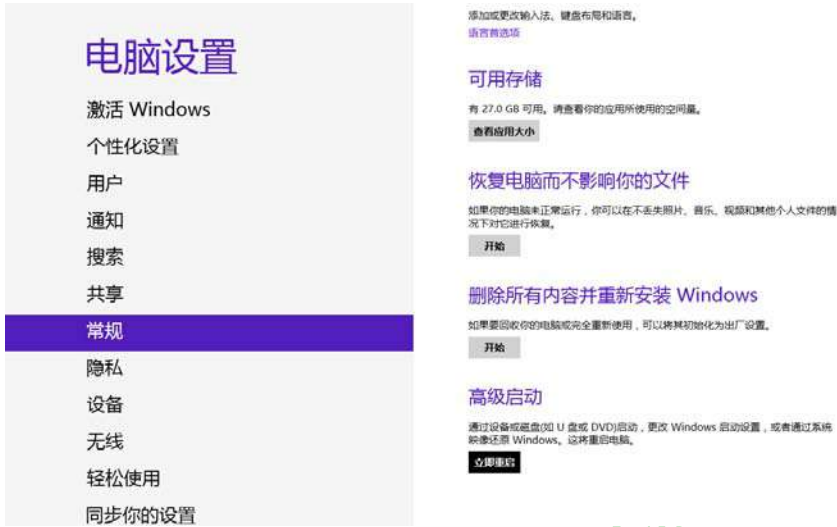 电脑设置
激活 Windows
个性化设置
用户
通知
搜索
共享
常规
隐私
设备
无线
轻松使用
同步你的设置
添加或更改输入法、键盘布局和语言。
语言首选项
可用存储
有 27.0 GB 可用。请查看你的应用所使用的空间量。
查看应用大小
恢复电脑而不影响你的文件
如果你的电脑未正常运行，你可以在不丢失照片、音乐、视频和其他个人文件的情
况下对它进行恢复。
开始
删除所有内容并重新安装 Windows
如果要回收你的电脑或完全重新使用，可以将其初始化为出厂设置。
开始
高级启动
通过设备或磁盘(如 U 盘或 DVD)启动，更改 Windows 启动设置，或者通过系统
映像还原 Windows。这将重启电脑。
立即重启